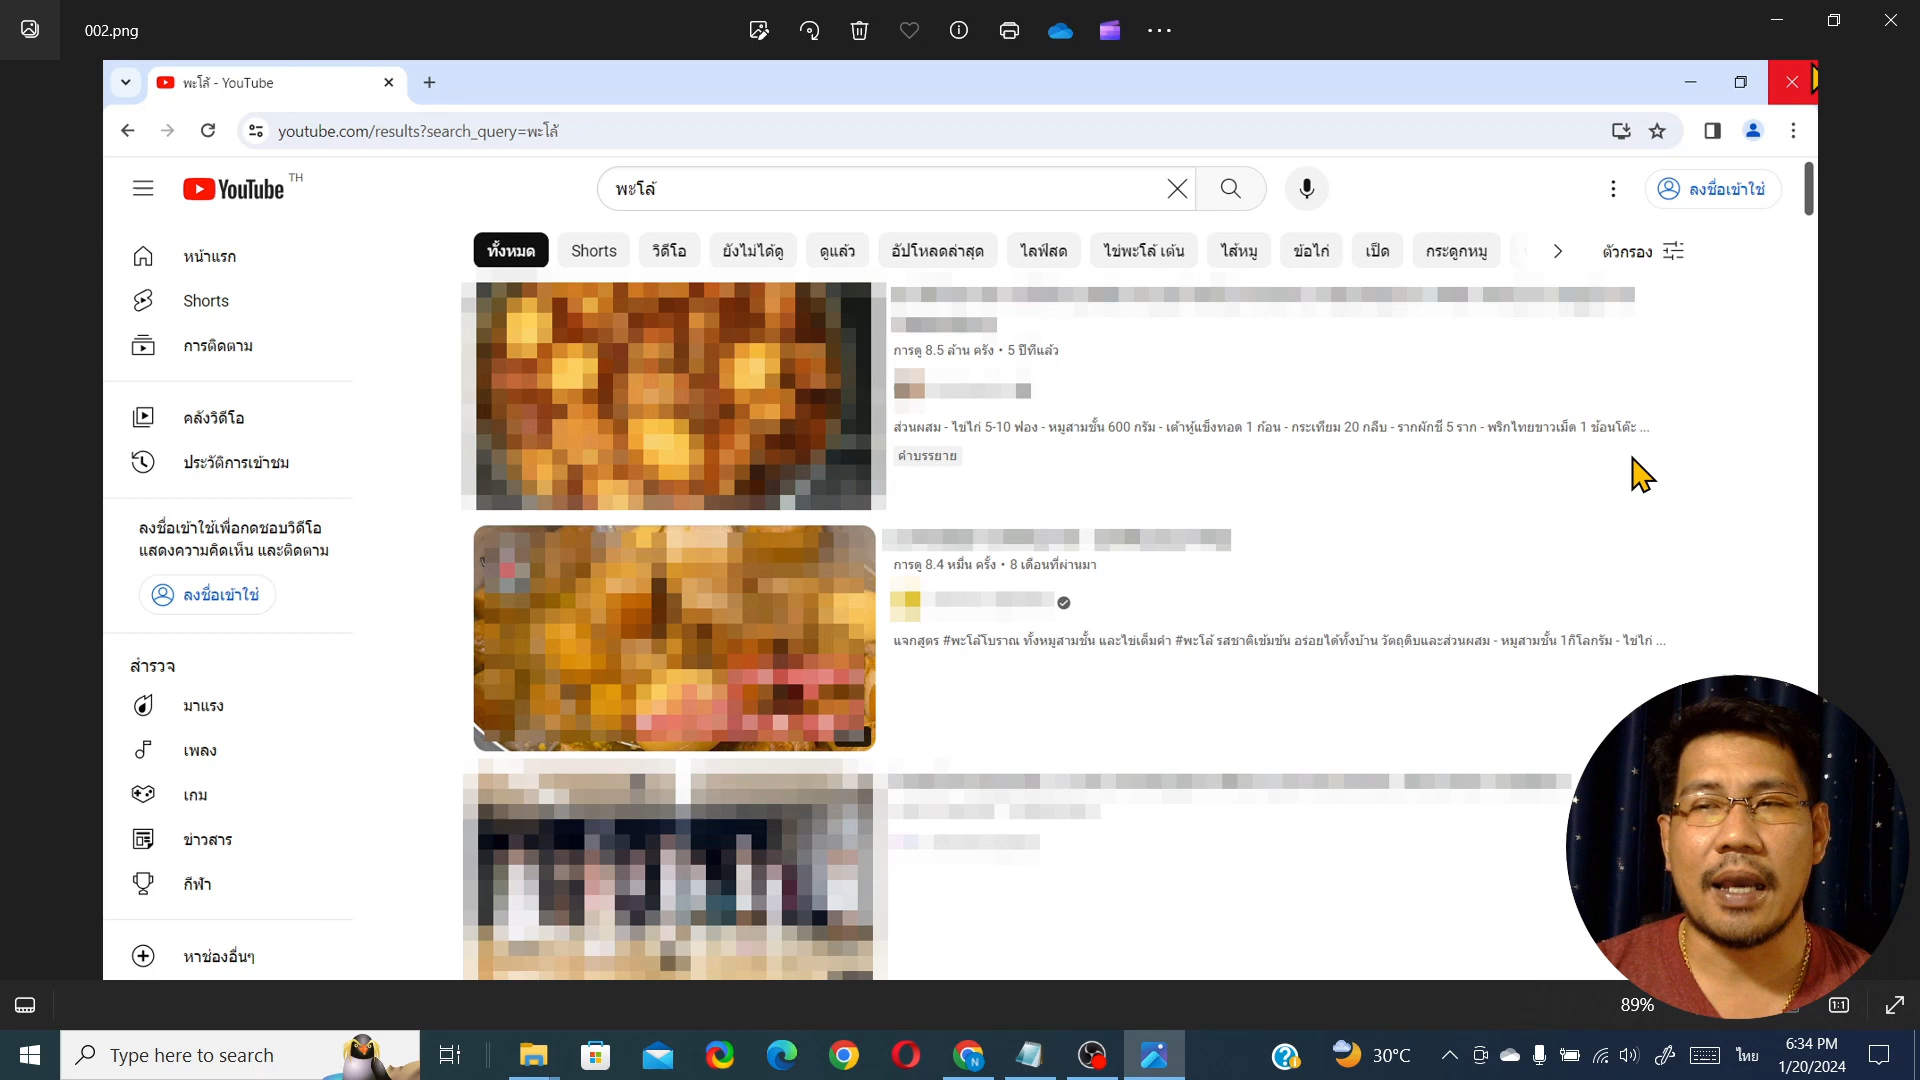 002.png
พะโล้ - YouTube
youtube.com/results?search_query=พะโล้
YouTube TH
พะโล้
ลงชื่อเข้าใช้
ทั้งหมด Shorts วิดีโอ ยังไม่ได้ดู ดูแล้ว อัปโหลดล่าสุด ไลฟ์สด ไข่พะโล้ เต้น ไส้หมู ข้อไก่ เป็ด กระดูกหมู ตัวกรอง
หน้าแรก
Shorts
การติดตาม
คลังวิดีโอ
ประวัติการเข้าชม
ลงชื่อเข้าใช้เพื่อกดชอบวิดีโอ
แสดงความคิดเห็น และติดตาม
ลงชื่อเข้าใช้
สำรวจ
มาแรง
เพลง
เกม
ข่าวสาร
กีฬา
หาช่องอื่นๆ
การดู 8.5 ล้าน ครั้ง • 5 ปีที่แล้ว
ส่วนผสม - ไข่ไก่ 5-10 ฟอง - หมูสามชั้น 600 กรัม - เต้าหู้แข็งทอด 1 ก้อน - กระเทียม 20 กลีบ - รากผักชี 5 ราก - พริกไทยขาวเม็ด 1 ช้อนโต๊ะ ...
คำบรรยาย
การดู 8.4 หมื่น ครั้ง • 8 เดือนที่ผ่านมา
แจกสูตร #พะโล้โบราณ ทั้งหมูสามชั้น และไข่เต็มคำ #พะโล้ รสชาติเข้มข้น อร่อยได้ทั้งบ้าน วัตถุดิบและส่วนผสม - หมูสามชั้น 1กิโลกรัม - ไข่ไก่ ...
89%
Type here to search
30°C
ไทย
6:34 PM
1/20/2024